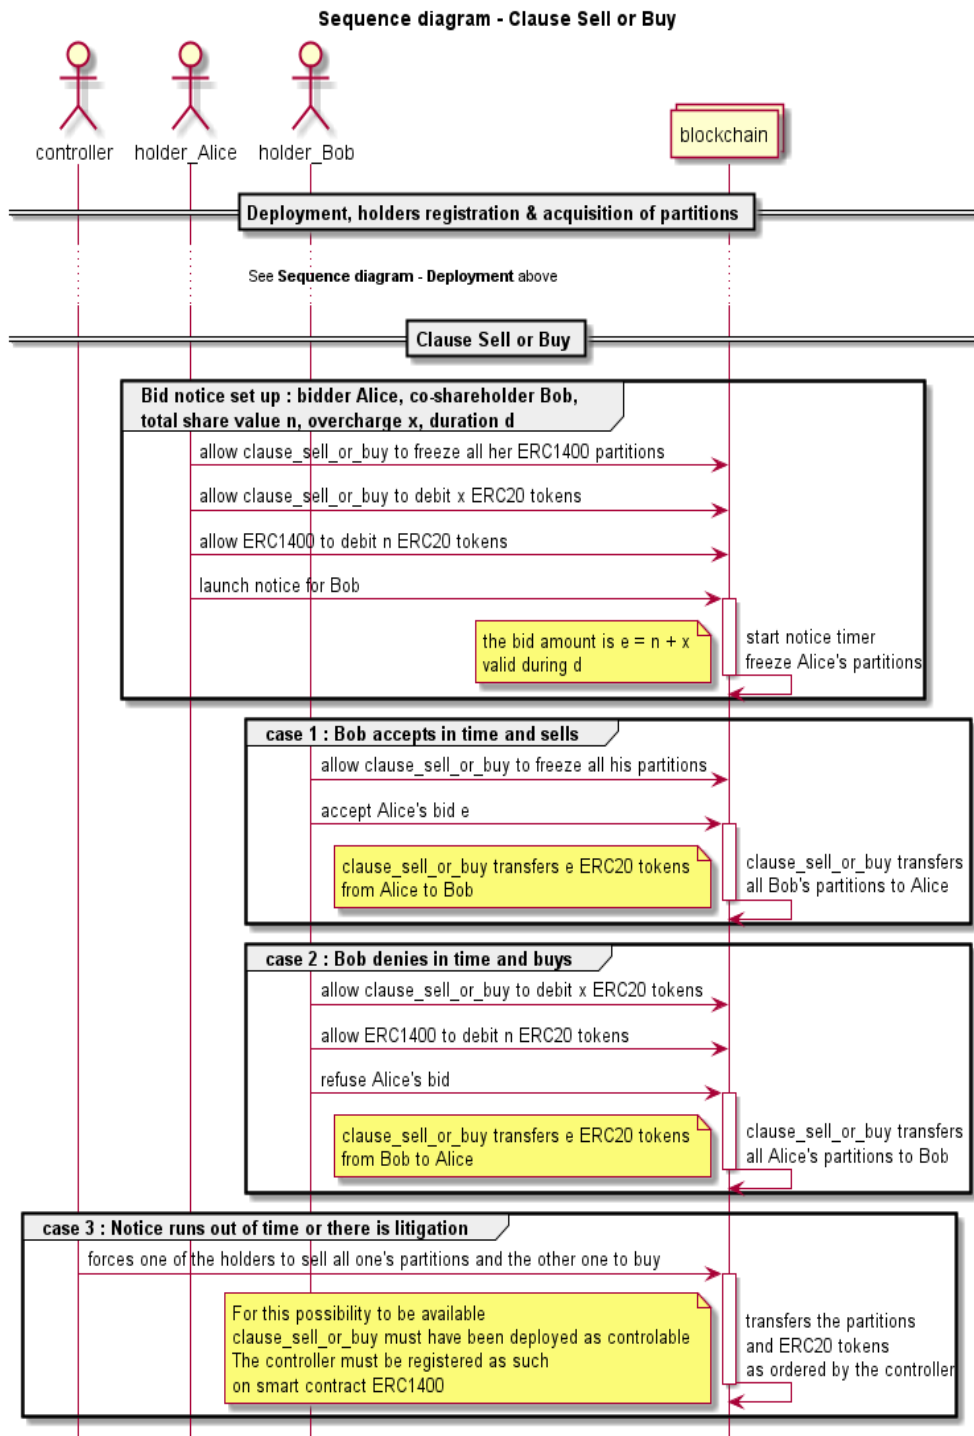 Sequence diagram - Clause Sell or Buy
controller
holder_Alice
holder_Bob
blockchain
Deployment, holders registration & acquisition of partitions
See Sequence diagram - Deployment above
Clause Sell or Buy
Bid notice set up : bidder Alice, co-shareholder Bob,
total share value n, overcharge x, duration d
allow clause_sell_or_buy to freeze all her ERC1400 partitions
allow clause_sell_or_buy to debit x ERC20 tokens
allow ERC1400 to debit n ERC20 tokens
launch notice for Bob
the bid amount is e = n + x
valid during d
start notice timer
freeze Alice's partitions
case 1 : Bob accepts in time and sells
allow clause_sell_or_buy to freeze all his partitions
accept Alice's bid e
clause_sell_or_buy transfers e ERC20 tokens
from Alice to Bob
clause_sell_or_buy transfers
all Bob's partitions to Alice
case 2 : Bob denies in time and buys
allow clause_sell_or_buy to debit x ERC20 tokens
allow ERC1400 to debit n ERC20 tokens
refuse Alice's bid
clause_sell_or_buy transfers e ERC20 tokens
from Bob to Alice
clause_sell_or_buy transfers
all Alice's partitions to Bob
case 3 : Notice runs out of time or there is litigation
forces one of the holders to sell all one's partitions and the other one to buy
For this possibility to be available
clause_sell_or_buy must have been deployed as controlable
The controller must be registered as such
on smart contract ERC1400
transfers the partitions
and ERC20 tokens
as ordered by the controller